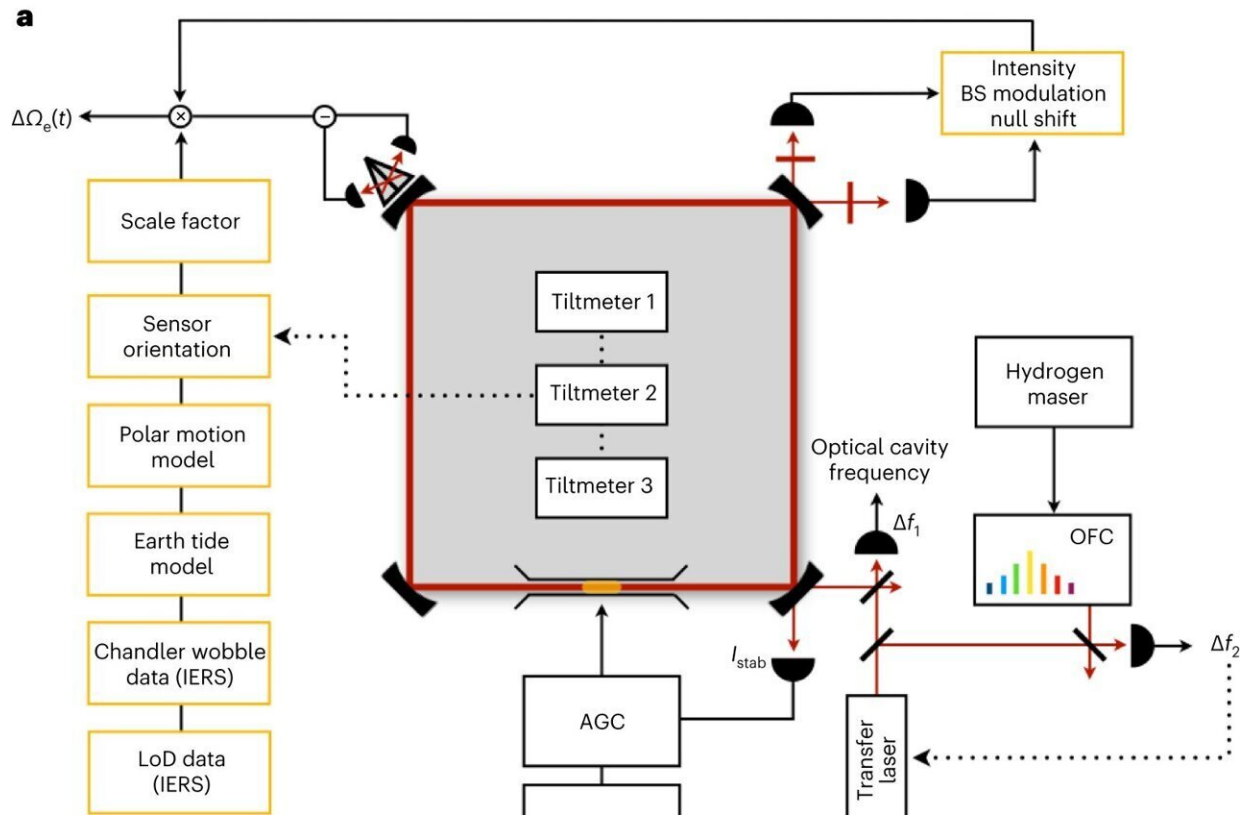 a
Intensity
BS modulation
null shift
ΔΩe(t)
×
−
Scale factor
Sensor
orientation
Polar motion
model
Earth tide
model
Chandler wobble
data (IERS)
LoD data
(IERS)
Tiltmeter 1
Tiltmeter 2
Tiltmeter 3
Hydrogen
maser
Optical cavity
frequency
Δf1
OFC
Istab
Δf2
AGC
Transfer
laser